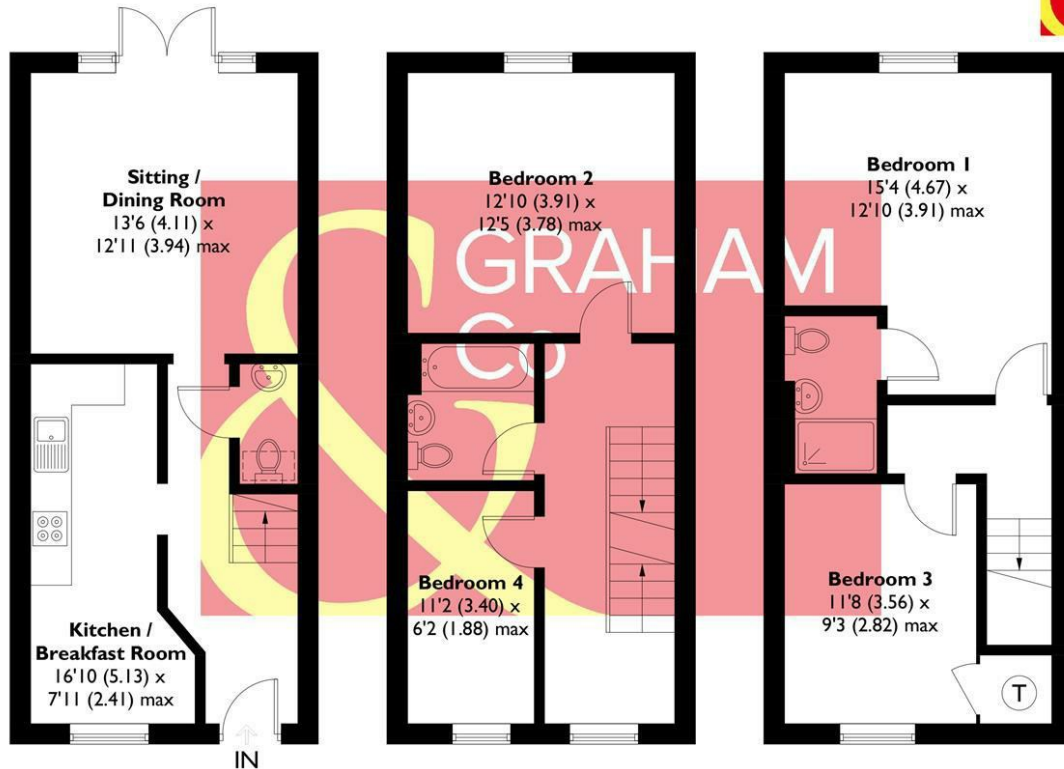 Sitting /
Dining Room
13'6 (4.11) x
12'11 (3.94) max
Kitchen /
Breakfast Room
16'10 (5.13) x
7'11 (2.41) max
IN
Bedroom 2
12'10 (3.91) x
12'5 (3.78) max
Bedroom 4
11'2 (3.40) x
6'2 (1.88) max
Bedroom 1
15'4 (4.67) x
12'10 (3.91) max
Bedroom 3
11'8 (3.56) x
9'3 (2.82) max
T
&
GRAHAM
Co